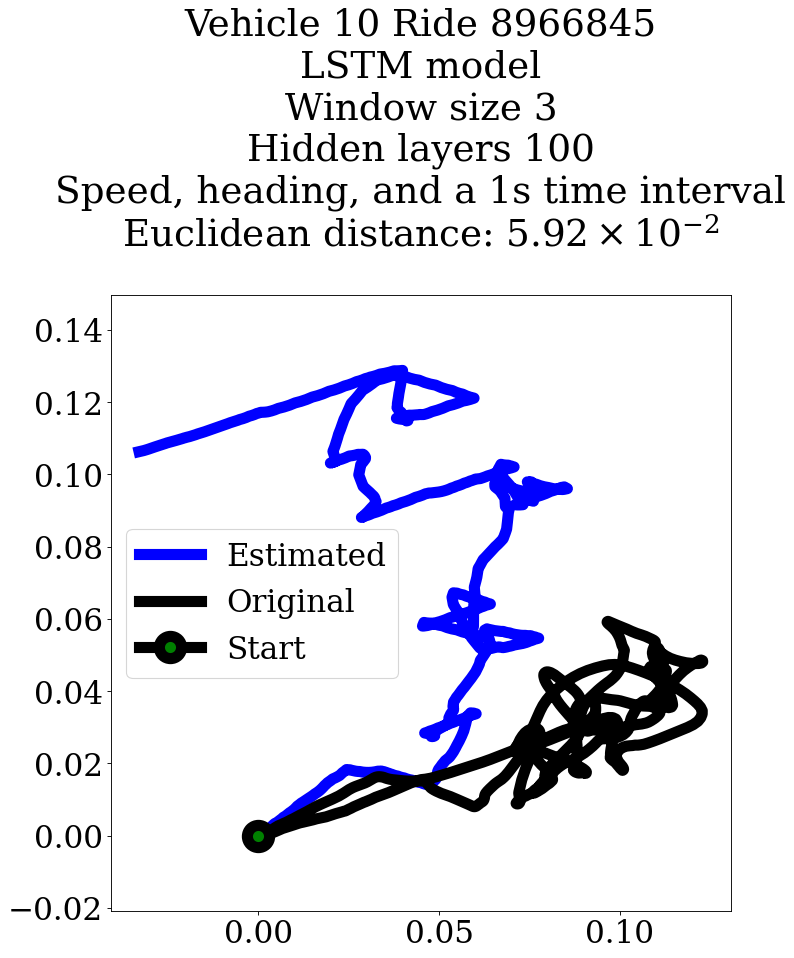 Vehicle 10 Ride 8966845
LSTM model
Window size 3
Hidden layers 100
Speed, heading, and a 1s time interval
Euclidean distance: 5.92 × 10⁻²
0.14
0.12
0.10
0.08
0.06
0.04
0.02
0.00
−0.02
Estimated
Original
Start
0.00 0.05 0.10